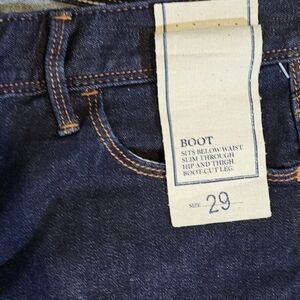 BOOT
SITS BELOW WAIST.
SLIM THROUGH
HIP AND THIGH.
BOOT-CUT LEG.
SIZE 29